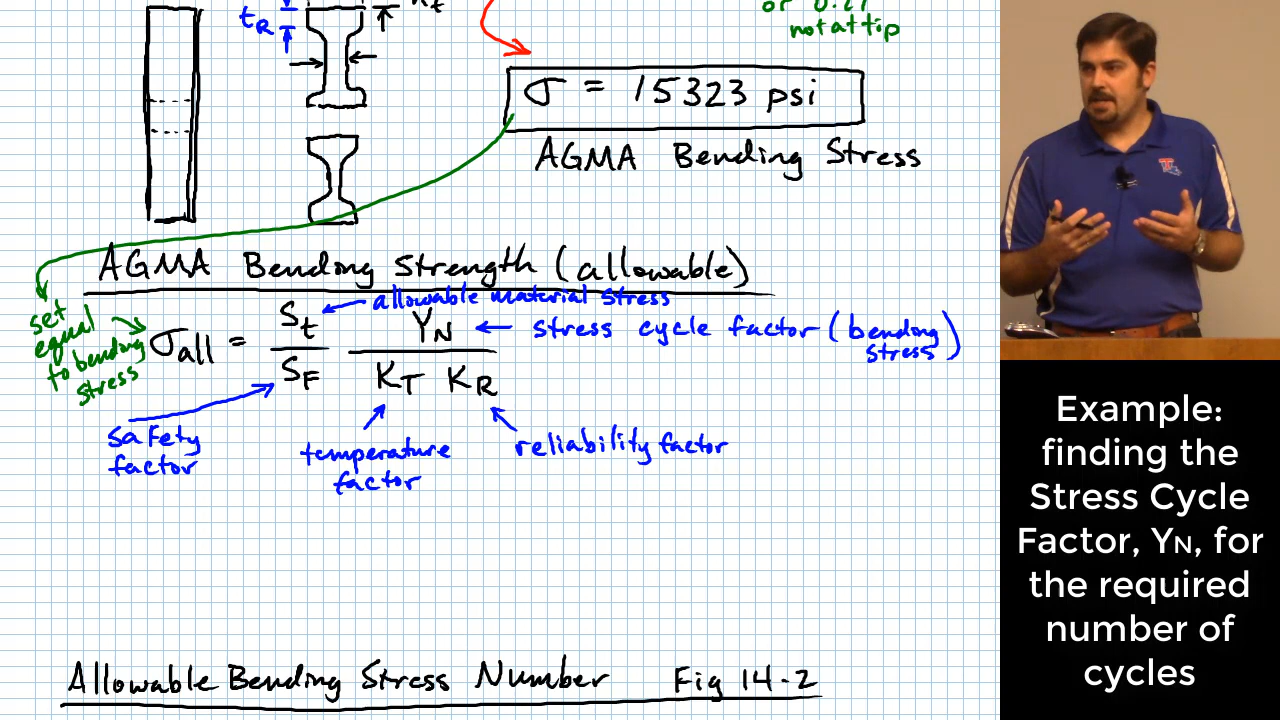 t_R
or 0.27
not at tip
σ = 15323 psi
AGMA Bending Stress
AGMA Bending Strength (allowable)
set
equal
to bending
stress
σ_all = S_t / S_F Y_N / K_T K_R
allowable material stress
stress cycle factor (bending
stress)
safety
factor
temperature
factor
reliability factor
Allowable Bending Stress Number Fig 14-2
Example:
finding the
Stress Cycle
Factor, Y_N, for
the required
number of
cycles